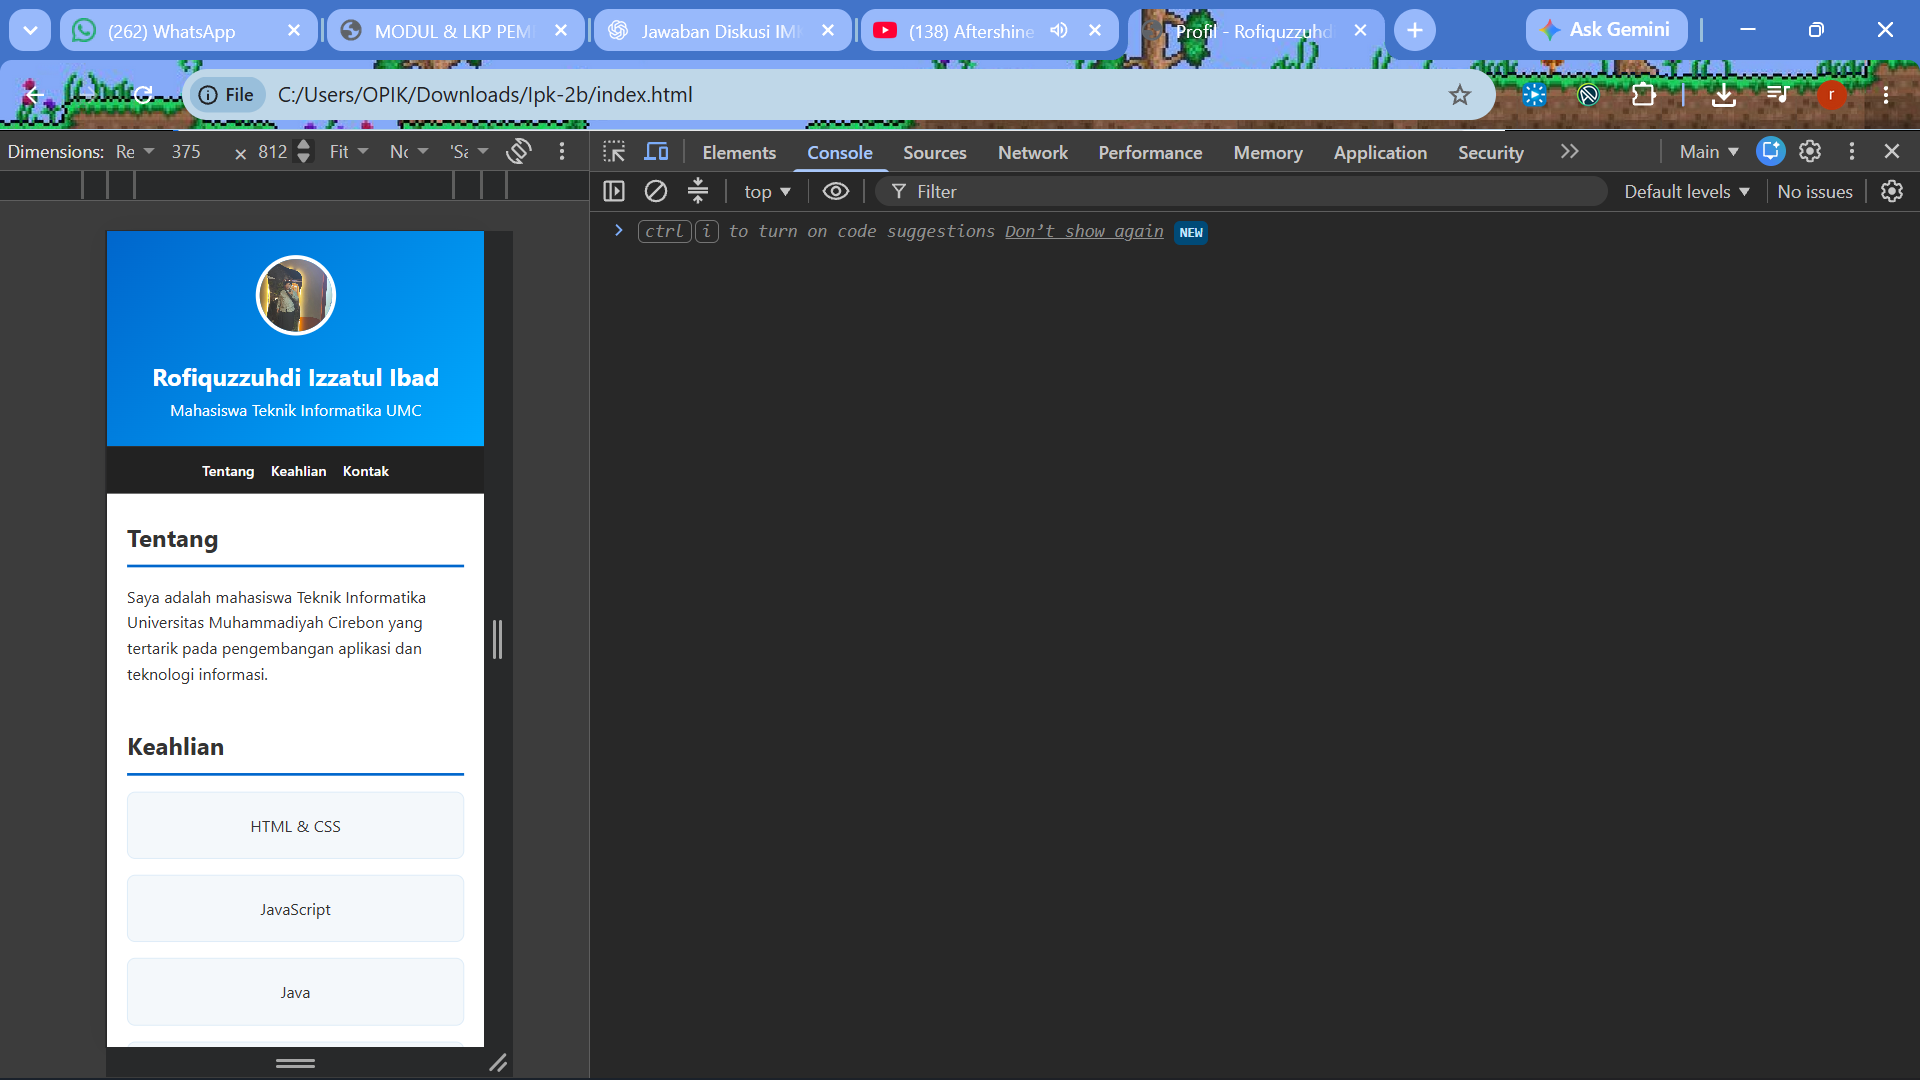 (262) WhatsApp
MODUL & LKP PEM
Jawaban Diskusi IM
(138) Aftershine
Profil - Rofiquzzuhd
Ask Gemini
File
C:/Users/OPIK/Downloads/lpk-2b/index.html
r
Dimensions: Re 375 × 812 Fit Nc 'Sa
Elements Console Sources Network Performance Memory Application Security Main
top Filter Default levels No issues
ctrl i to turn on code suggestions Don't show again NEW
Rofiquzzuhdi Izzatul Ibad
Mahasiswa Teknik Informatika UMC
Tentang Keahlian Kontak
Tentang
Saya adalah mahasiswa Teknik Informatika
Universitas Muhammadiyah Cirebon yang
tertarik pada pengembangan aplikasi dan
teknologi informasi.
Keahlian
HTML & CSS
JavaScript
Java